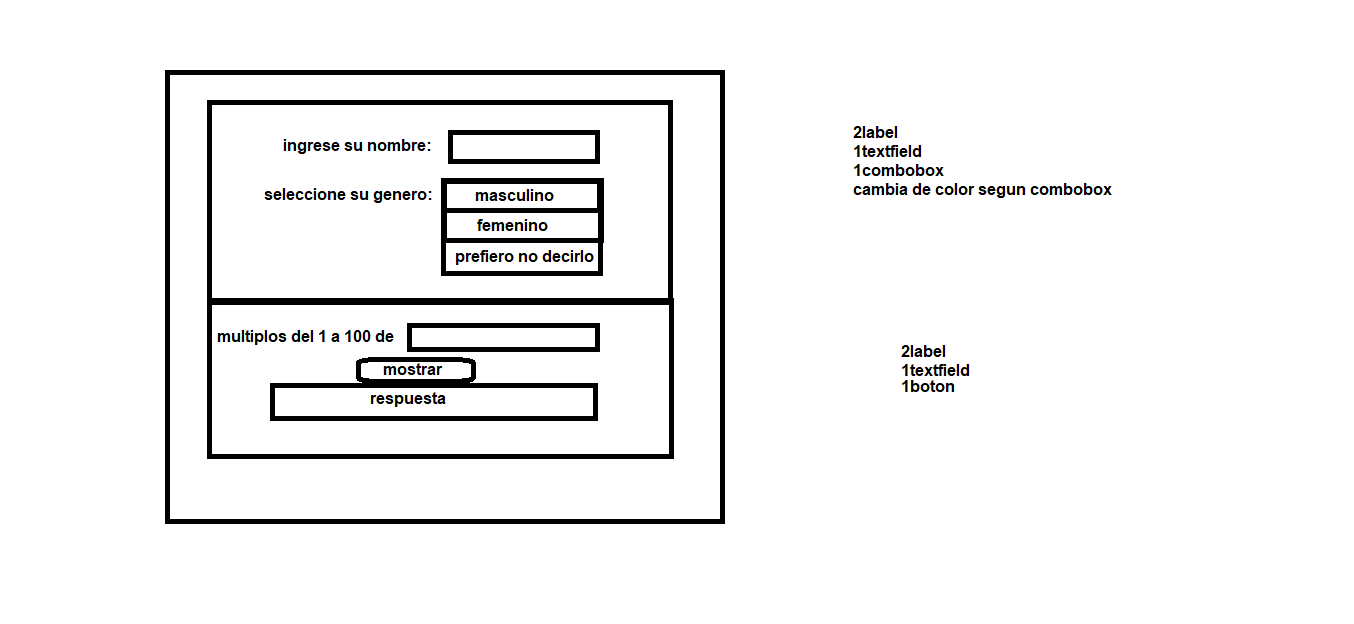 ingrese su nombre:
seleccione su genero:
masculino
femenino
prefiero no decirlo
2label
1textfield
1combobox
cambia de color segun combobox
multiplos del 1 a 100 de
mostrar
respuesta
2label
1textfield
1boton